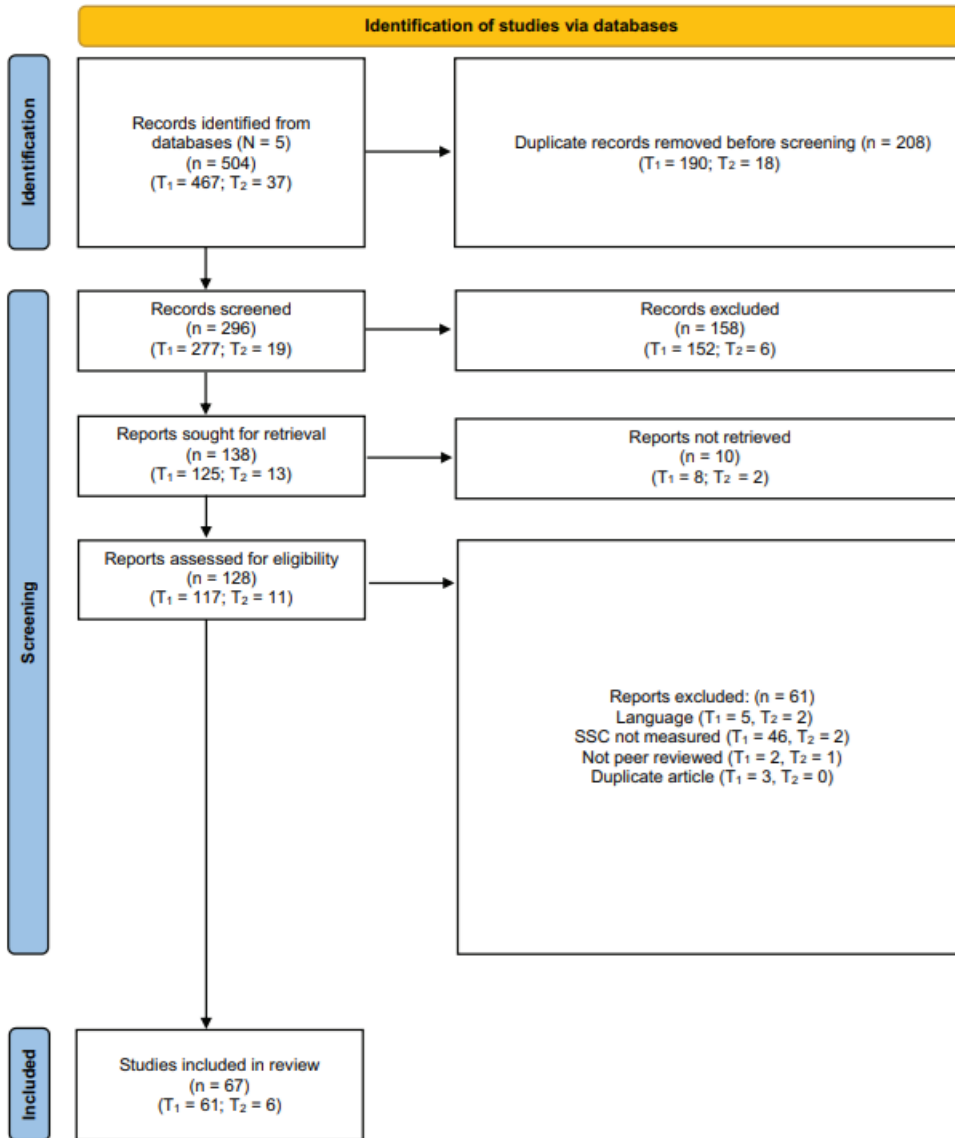 Identification of studies via databases
Identification
Records identified from
databases (N = 5)
(n = 504)
(T₁ = 467; T₂ = 37)
Duplicate records removed before screening (n = 208)
(T₁ = 190; T₂ = 18)
Screening
Records screened
(n = 296)
(T₁ = 277; T₂ = 19)
Records excluded
(n = 158)
(T₁ = 152; T₂ = 6)
Reports sought for retrieval
(n = 138)
(T₁ = 125; T₂ = 13)
Reports not retrieved
(n = 10)
(T₁ = 8; T₂ = 2)
Reports assessed for eligibility
(n = 128)
(T₁ = 117; T₂ = 11)
Reports excluded: (n = 61)
Language (T₁ = 5, T₂ = 2)
SSC not measured (T₁ = 46, T₂ = 2)
Not peer reviewed (T₁ = 2, T₂ = 1)
Duplicate article (T₁ = 3, T₂ = 0)
Included
Studies included in review
(n = 67)
(T₁ = 61; T₂ = 6)